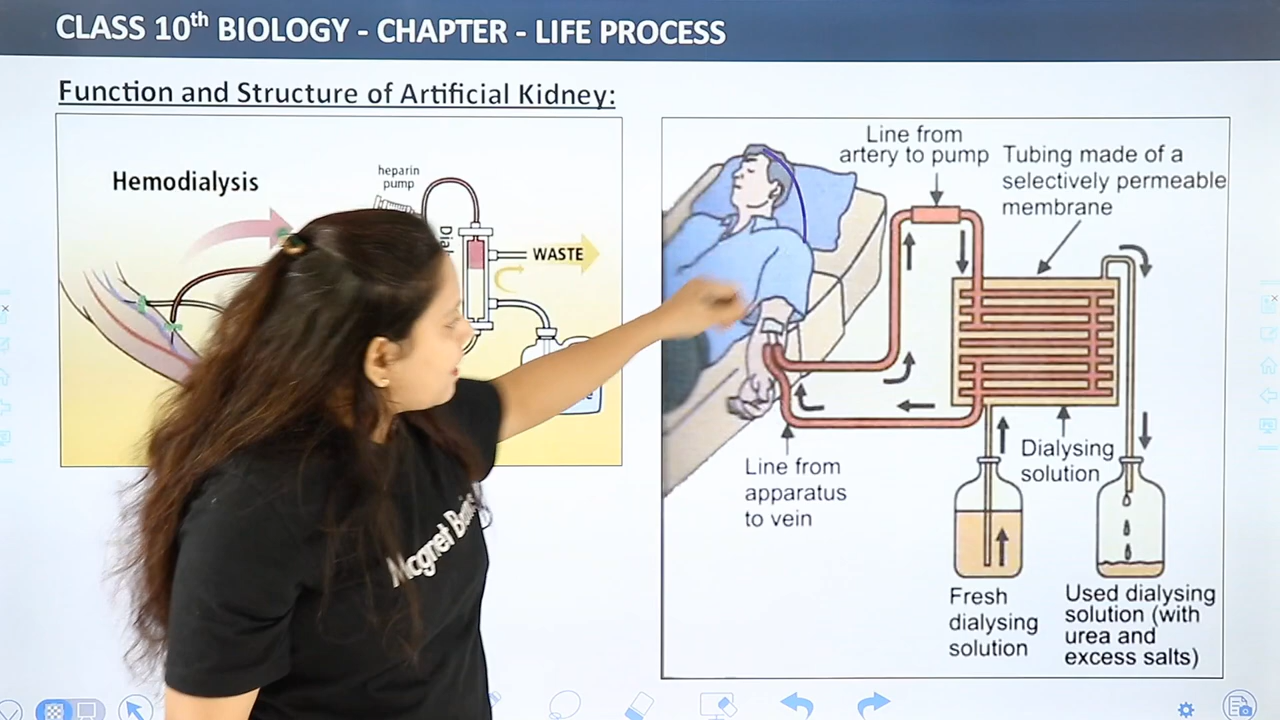 CLASS 10th BIOLOGY - CHAPTER - LIFE PROCESS
Function and Structure of Artificial Kidney:
Hemodialysis
heparin
pump
WASTE
Line from
artery to pump
Tubing made of a
selectively permeable
membrane
Line from
apparatus
to vein
Dialysing
solution
Fresh
dialysing
solution
Used dialysing
solution (with
urea and
excess salts)
Magnet